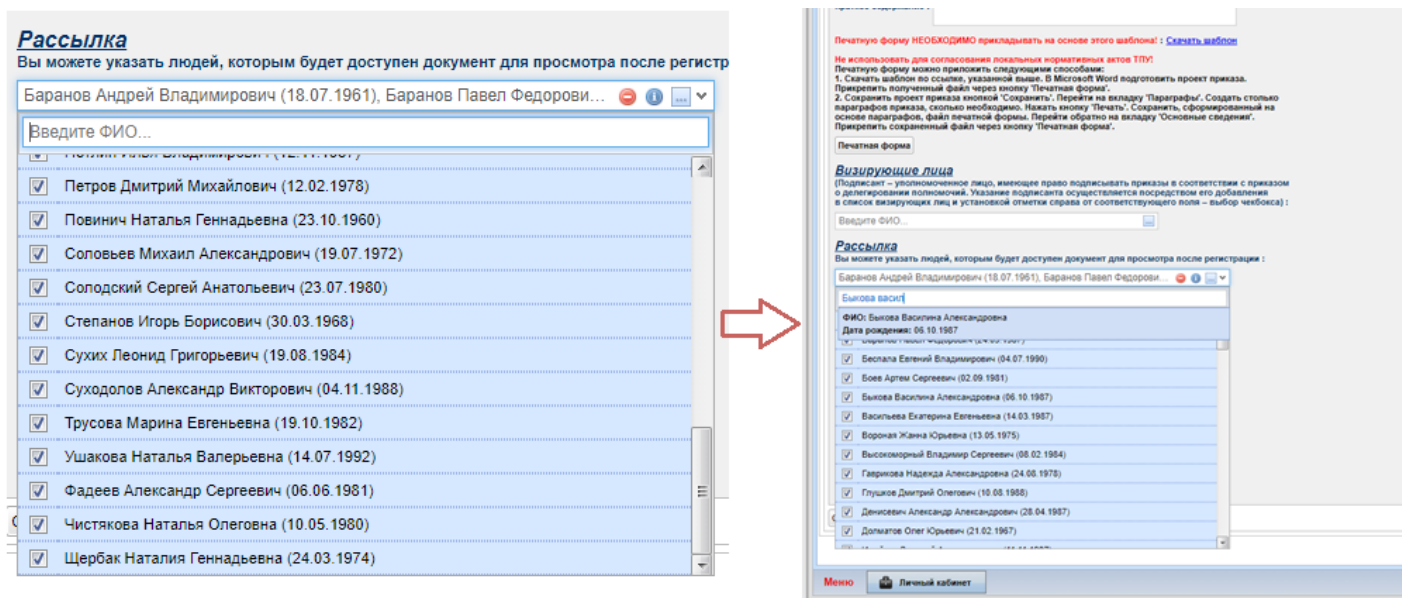 Рассылка
Вы можете указать людей, которым будет доступен документ для просмотра после регистр
Баранов Андрей Владимирович (18.07.1961), Баранов Павел Федорови...
Введите ФИО...
Петров Дмитрий Михайлович (12.02.1978)
Повинич Наталья Геннадьевна (23.10.1960)
Соловьев Михаил Александрович (19.07.1972)
Солодский Сергей Анатольевич (23.07.1980)
Степанов Игорь Борисович (30.03.1968)
Сухих Леонид Григорьевич (19.08.1984)
Суходолов Александр Викторович (04.11.1988)
Трусова Марина Евгеньевна (19.10.1982)
Ушакова Наталья Валерьевна (14.07.1992)
Фадеев Александр Сергеевич (06.06.1981)
Чистякова Наталья Олеговна (10.05.1980)
Щербак Наталия Геннадьевна (24.03.1974)
Печатную форму НЕОБХОДИМО прикладывать на основе этого шаблона! : Скачать шаблон
Не использовать для согласования локальных нормативных актов ТПУ!
Печатную форму можно приложить следующими способами:
1. Скачать шаблон по ссылке, указанной выше. В Microsoft Word подготовить проект приказа.
Прикрепить полученный файл через кнопку 'Печатная форма'.
2. Сохранить проект приказа кнопкой 'Сохранить'. Перейти на вкладку 'Параграфы'. Создать столько
параграфов приказа, сколько необходимо. Нажать кнопку 'Печать'. Сохранить, сформированный на
основе параграфов, файл печатной формы. Перейти обратно на вкладку 'Основные сведения'.
Прикрепить сохраненный файл через кнопку 'Печатная форма'.
Печатная форма
Визирующие лица
(Подписант – уполномоченное лицо, имеющее право подписывать приказы в соответствии с приказом
о делегировании полномочий. Указание подписанта осуществляется посредством его добавления
в список визирующих лиц и установкой отметки справа от соответствующего поля – выбор чекбокса) :
Введите ФИО...
Рассылка
Вы можете указать людей, которым будет доступен документ для просмотра после регистрации :
Баранов Андрей Владимирович (18.07.1961), Баранов Павел Федорови...
Быкова васил
ФИО: Быкова Василина Александровна
Дата рождения: 06.10.1987
Беспала Евгений Владимирович (04.07.1990)
Боев Артем Сергеевич (02.09.1981)
Быкова Василина Александровна (06.10.1987)
Васильева Екатерина Евгеньевна (14.03.1987)
Вороная Жанна Юрьевна (13.05.1975)
Высокоморный Владимир Сергеевич (08.02.1984)
Гаврикова Надежда Александровна (24.08.1978)
Глушков Дмитрий Олегович (10.08.1988)
Денисевич Александр Александрович (28.04.1987)
Долматов Олег Юрьевич (21.02.1967)
Меню
Личный кабинет